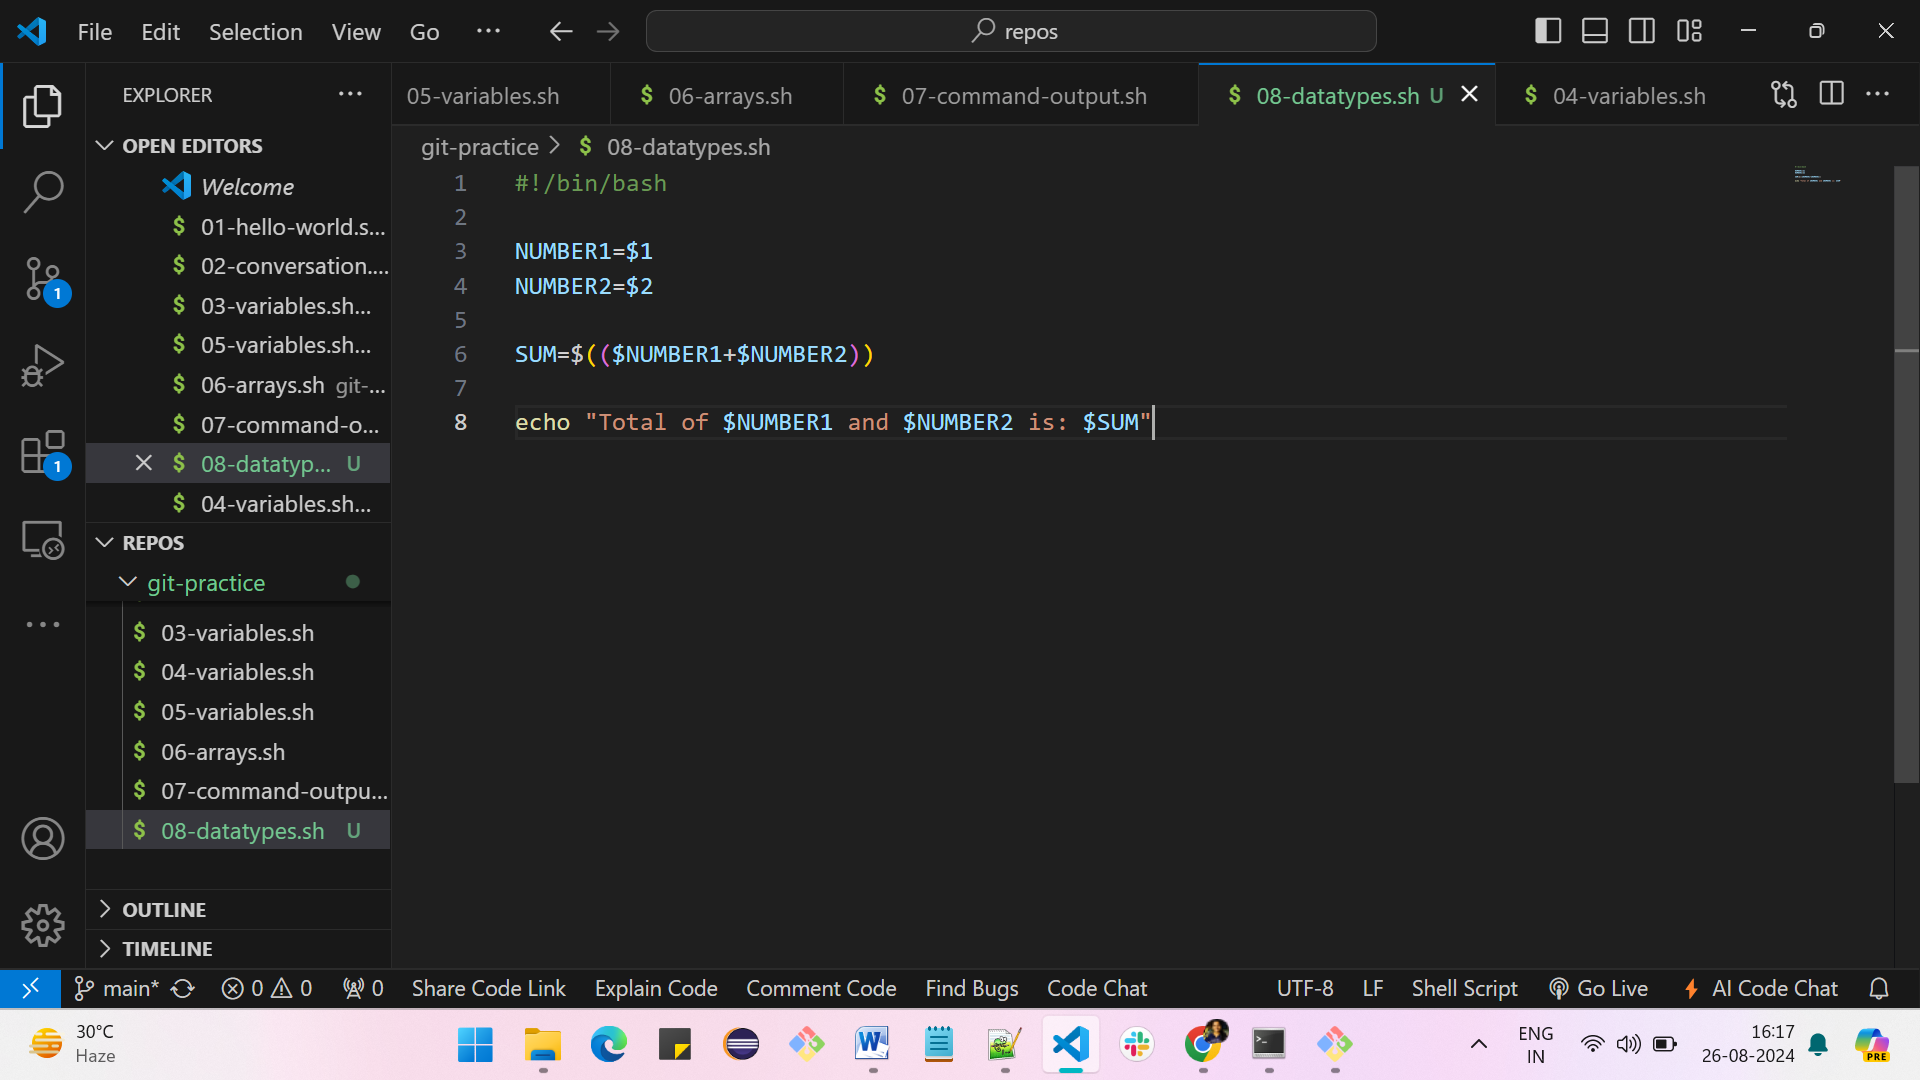 File Edit Selection View Go ··· repos
EXPLORER ···
05-variables.sh $ 06-arrays.sh $ 07-command-output.sh $ 08-datatypes.sh U $ 04-variables.sh ···
OPEN EDITORS
Welcome
$ 01-hello-world.s...
$ 02-conversation....
$ 03-variables.sh...
$ 05-variables.sh...
$ 06-arrays.sh git-...
$ 07-command-o...
$ 08-datatyp... U
$ 04-variables.sh...
REPOS
git-practice
$ 03-variables.sh
$ 04-variables.sh
$ 05-variables.sh
$ 06-arrays.sh
$ 07-command-outpu...
$ 08-datatypes.sh U
OUTLINE
TIMELINE
1
1
git-practice > $ 08-datatypes.sh
1 #!/bin/bash
2
3 NUMBER1=$1
4 NUMBER2=$2
5
6 SUM=$(($NUMBER1+$NUMBER2))
7
8 echo "Total of $NUMBER1 and $NUMBER2 is: $SUM"
main* 0 0 0 Share Code Link Explain Code Comment Code Find Bugs Code Chat UTF-8 LF Shell Script Go Live AI Code Chat
30°C
Haze
ENG
IN
16:17
26-08-2024
PRE